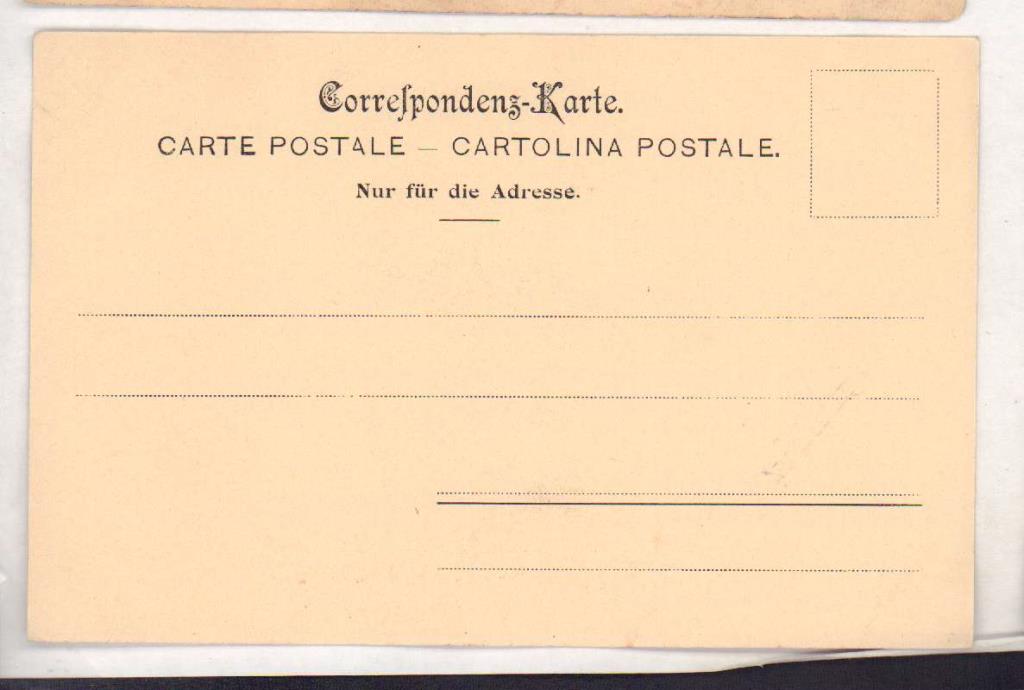 Correſpondenz-Karte.
CARTE POSTALE – CARTOLINA POSTALE.
Nur für die Adresse.